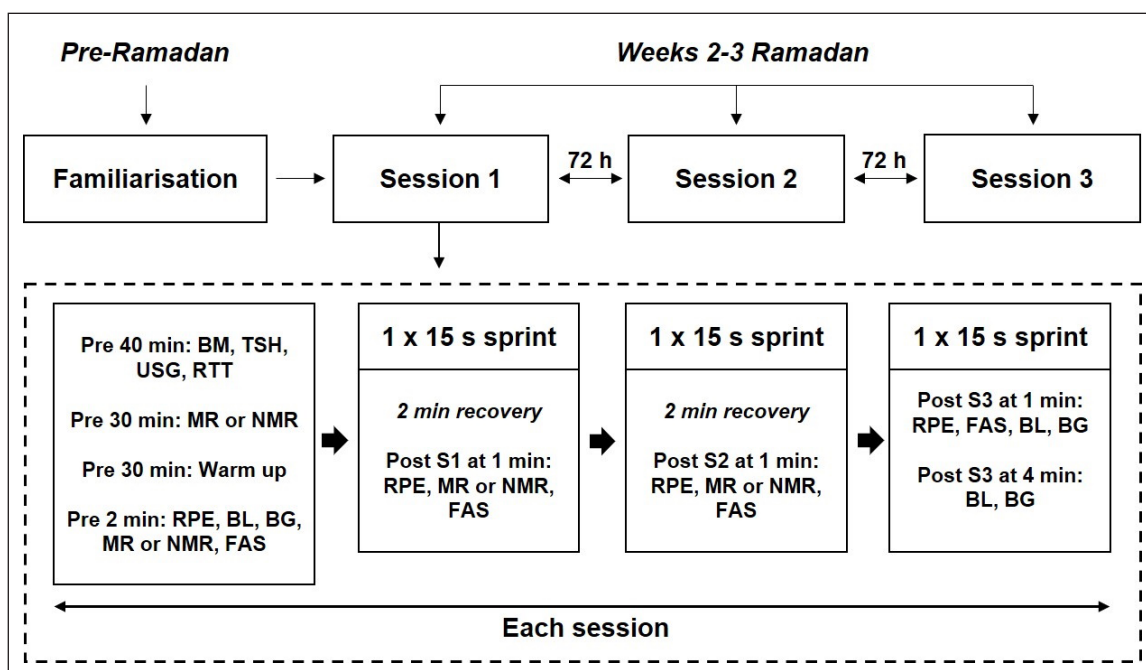 Pre-Ramadan
Weeks 2-3 Ramadan
Familiarisation
Session 1
72 h
Session 2
72 h
Session 3
Pre 40 min: BM, TSH,
USG, RTT
Pre 30 min: MR or NMR
Pre 30 min: Warm up
Pre 2 min: RPE, BL, BG,
MR or NMR, FAS
1 x 15 s sprint
2 min recovery
Post S1 at 1 min:
RPE, MR or NMR,
FAS
1 x 15 s sprint
2 min recovery
Post S2 at 1 min:
RPE, MR or NMR,
FAS
1 x 15 s sprint
Post S3 at 1 min:
RPE, FAS, BL, BG
Post S3 at 4 min:
BL, BG
Each session